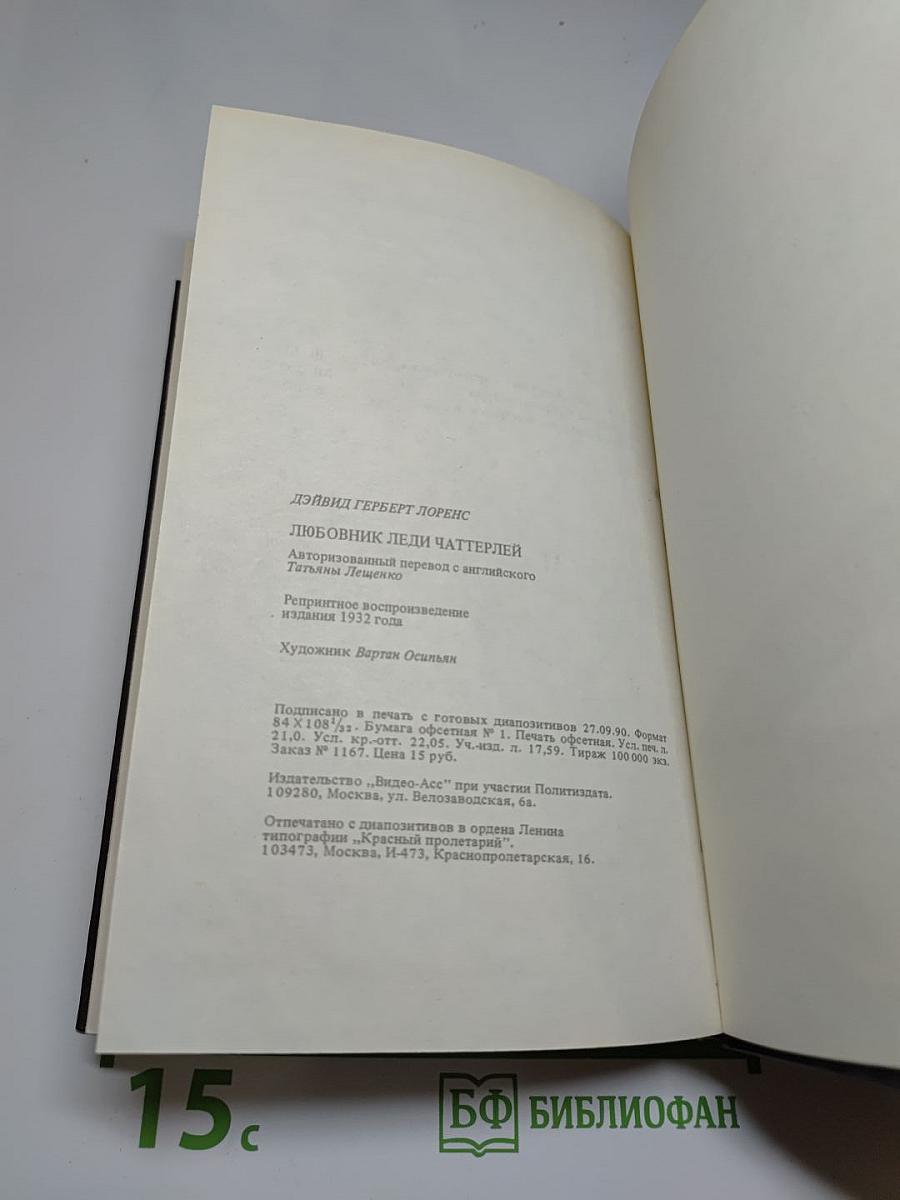 ДЭЙВИД ГЕРБЕРТ ЛОРЕНС
ЛЮБОВНИК ЛЕДИ ЧАТТЕРЛЕЙ
Авторизованный перевод с английского
Татьяны Лещенко
Репринтное воспроизведение
издания 1932 года
Художник Вартан Осипьян
Подписано в печать с готовых диапозитивов 27.09.90. Формат
84 X 108 1/32. Бумага офсетная № 1. Печать офсетная. Усл. печ. л.
21,0. Усл. кр.-отт. 22,05. Уч.-изд. л. 17,59. Тираж 100 000 экз.
Заказ № 1167. Цена 15 руб.
Издательство „Видео-Асс" при участии Политиздата.
109280, Москва, ул. Велозаводская, 6а.
Отпечатано с диапозитивов в ордена Ленина
типографии „Красный пролетарий".
103473, Москва, И-473, Краснопролетарская, 16.
15 с
БФ БИБЛИОФАН